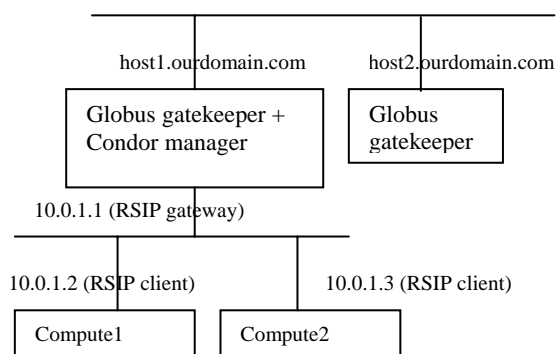 host1.ourdomain.com
host2.ourdomain.com
Globus gatekeeper +
Condor manager
Globus
gatekeeper
10.0.1.1 (RSIP gateway)
10.0.1.2 (RSIP client)
10.0.1.3 (RSIP client)
Compute1
Compute2